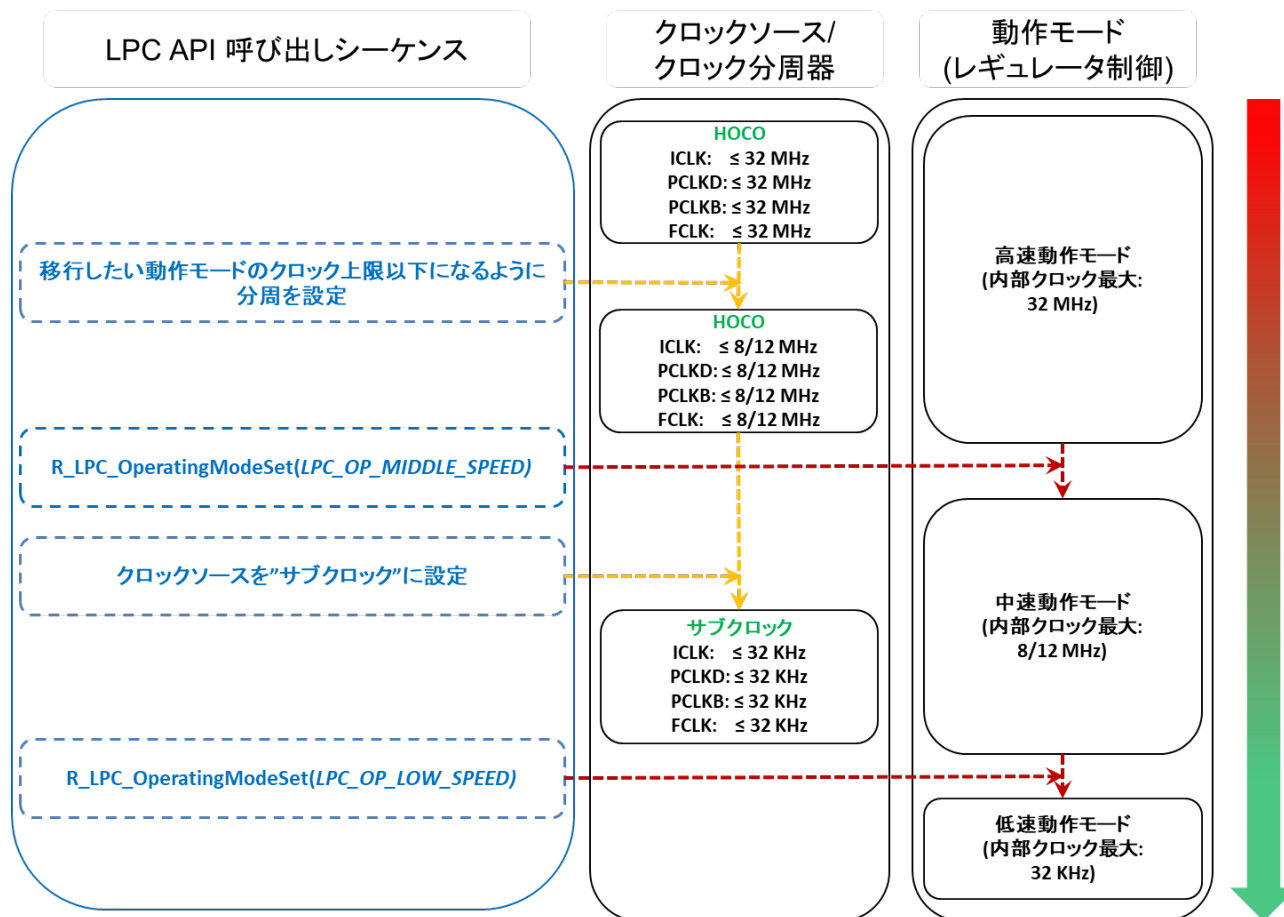 LPC API 呼び出しシーケンス
クロックソース/
クロック分周器
動作モード
(レギュレータ制御)
HOCO
ICLK: ≤ 32 MHz
PCLKD: ≤ 32 MHz
PCLKB: ≤ 32 MHz
FCLK: ≤ 32 MHz
移行したい動作モードのクロック上限以下になるように
分周を設定
高速動作モード
(内部クロック最大:
32 MHz)
HOCO
ICLK: ≤ 8/12 MHz
PCLKD: ≤ 8/12 MHz
PCLKB: ≤ 8/12 MHz
FCLK: ≤ 8/12 MHz
R_LPC_OperatingModeSet(LPC_OP_MIDDLE_SPEED)
クロックソースを”サブクロック”に設定
中速動作モード
(内部クロック最大:
8/12 MHz)
サブクロック
ICLK: ≤ 32 KHz
PCLKD: ≤ 32 KHz
PCLKB: ≤ 32 KHz
FCLK: ≤ 32 KHz
R_LPC_OperatingModeSet(LPC_OP_LOW_SPEED)
低速動作モード
(内部クロック最大:
32 KHz)